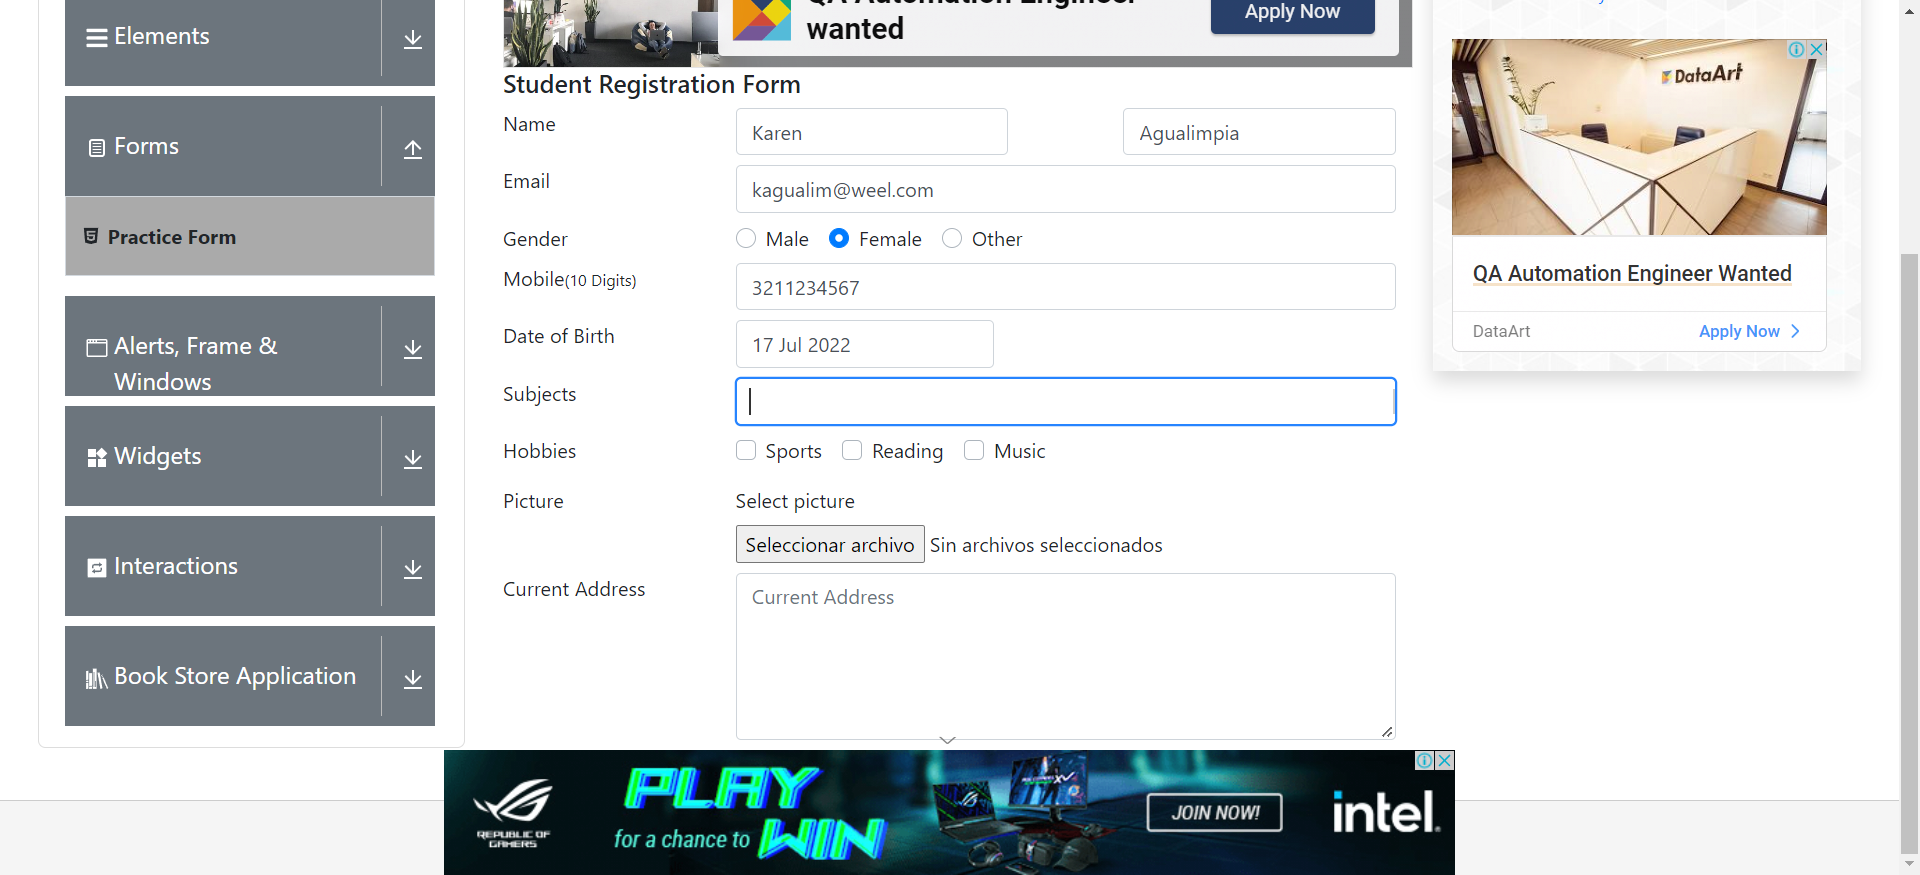 Elements
Forms
Practice Form
Alerts, Frame &
Windows
Widgets
Interactions
Book Store Application
wanted
Apply Now
Student Registration Form
Name
Karen
Agualimpia
Email
kagualim@weel.com
Gender
Male
Female
Other
Mobile(10 Digits)
3211234567
Date of Birth
17 Jul 2022
Subjects
Hobbies
Sports
Reading
Music
Picture
Select picture
Seleccionar archivo
Sin archivos seleccionados
Current Address
Current Address
DataArt
QA Automation Engineer Wanted
DataArt
Apply Now
REPUBLIC OF
GAMERS
PLAY
for a chance to WIN
JOIN NOW!
intel.